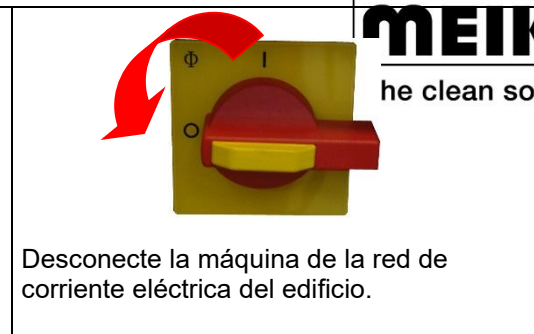 MEIK
he clean so
Φ I
O
Desconecte la máquina de la red de
corriente eléctrica del edificio.